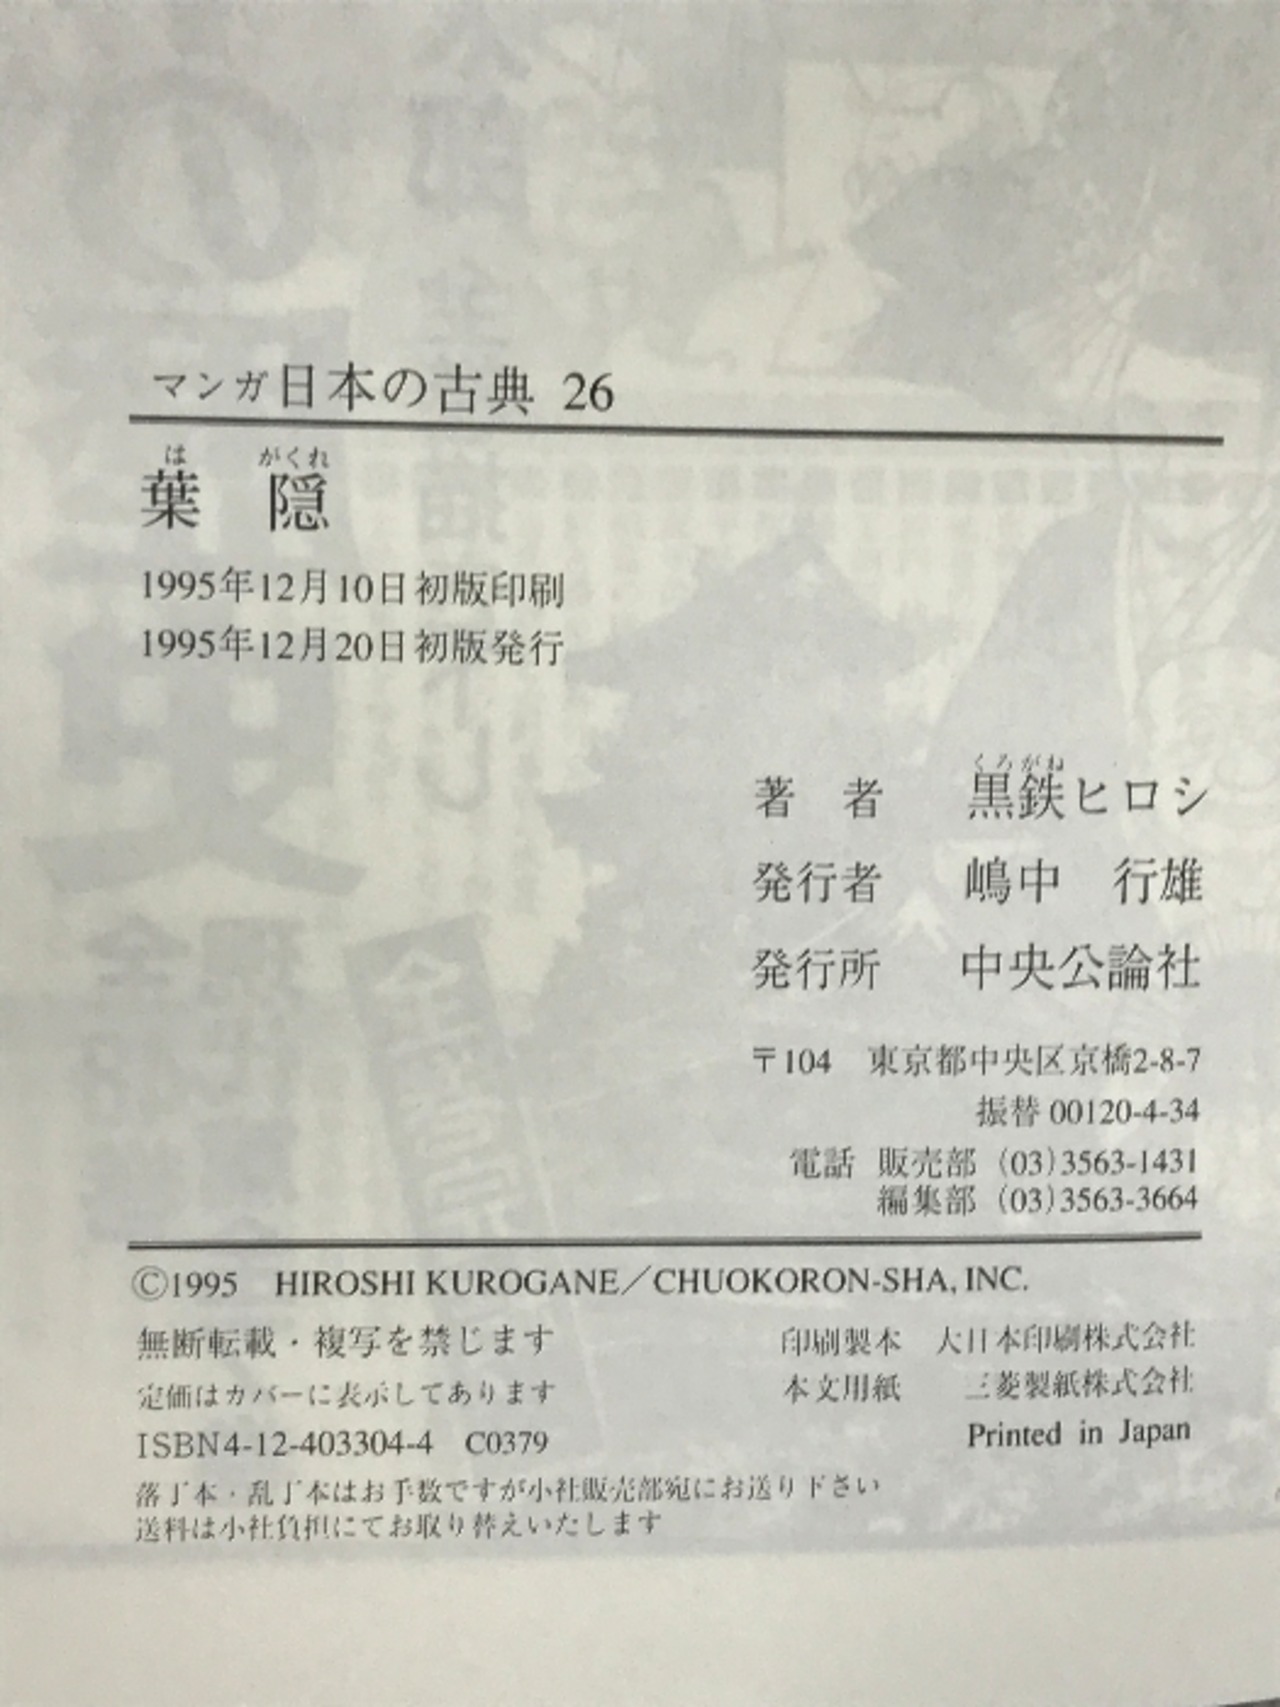 マンガ日本の古典 26
は がくれ
葉 隠
1995年12月10日初版印刷
1995年12月20日初版発行
くろがね
著 者 黒鉄ヒロシ
発行者 嶋中 行雄
発行所 中央公論社
〒104 東京都中央区京橋2-8-7
振替 00120-4-34
電話 販売部 (03)3563-1431
編集部 (03)3563-3664
©1995 HIROSHI KUROGANE／CHUOKORON-SHA, INC.
無断転載・複写を禁じます
定価はカバーに表示してあります
ISBN4-12-403304-4 C0379
印刷製本 大日本印刷株式会社
本文用紙 三菱製紙株式会社
Printed in Japan
落丁本・乱丁本はお手数ですが小社販売部宛にお送り下さい
送料は小社負担にてお取り替えいたします